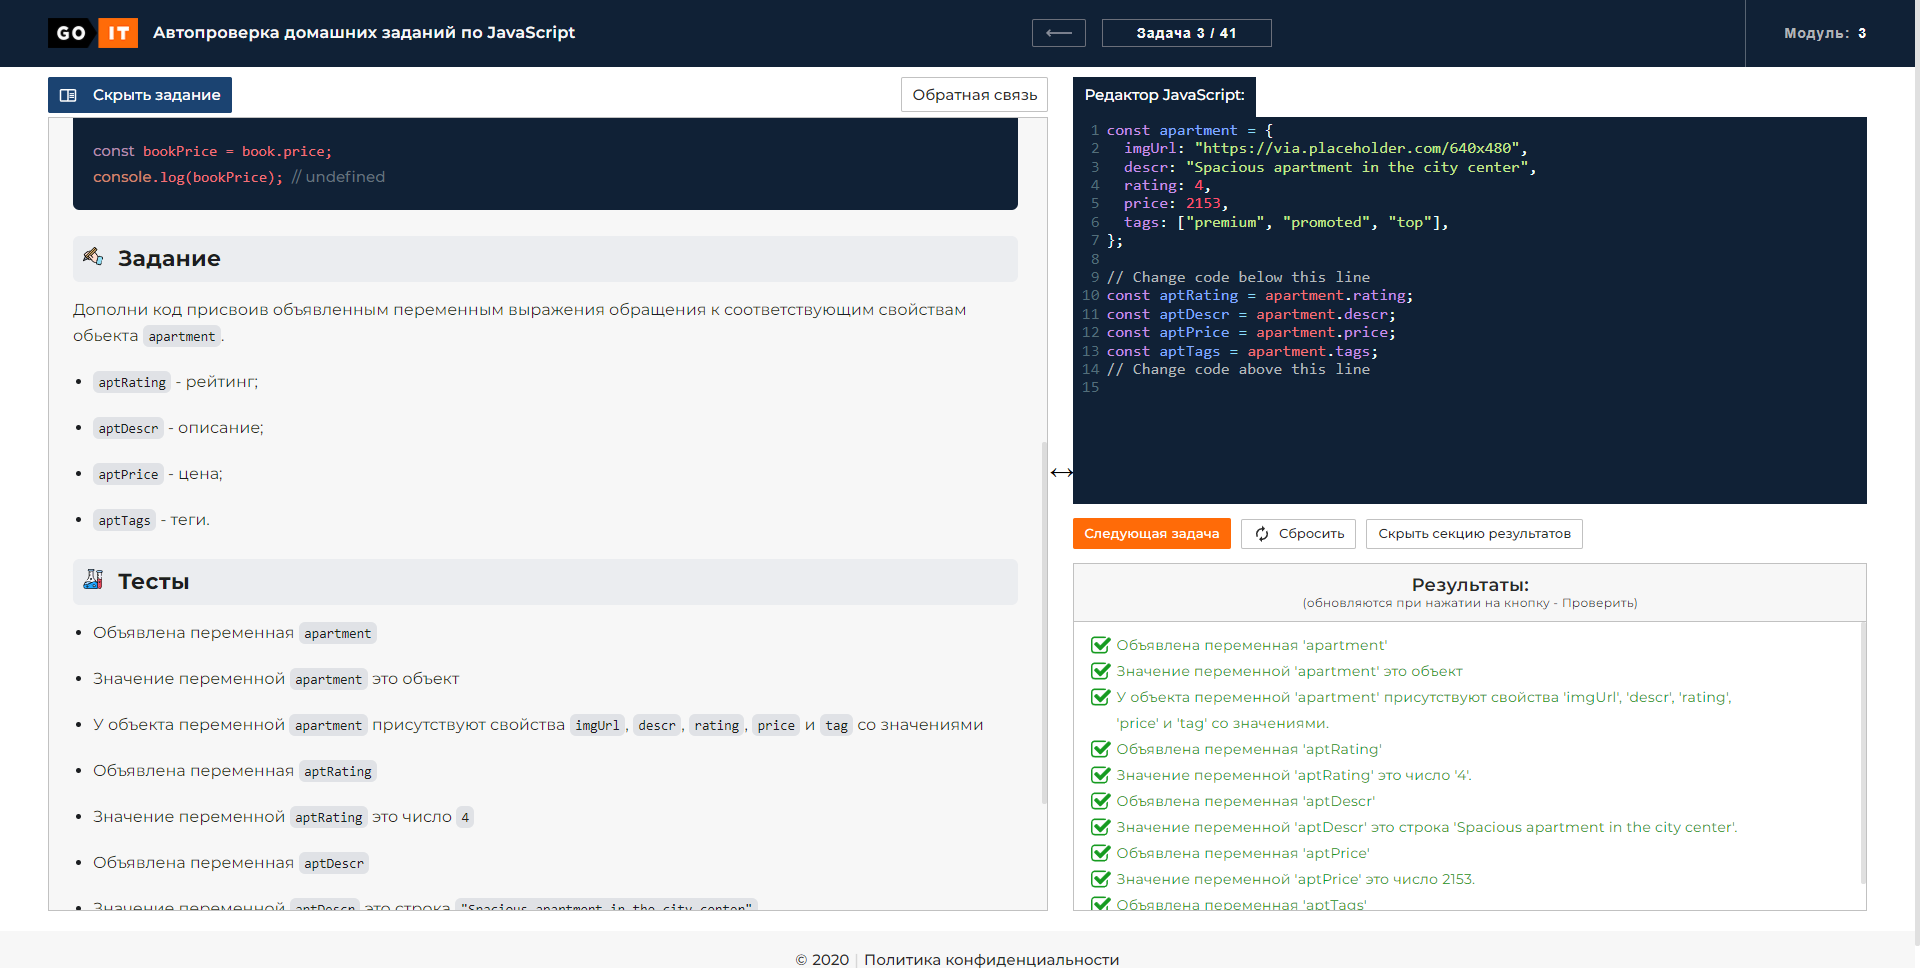 GO IT
Автопроверка домашних заданий по JavaScript
Задача 3 / 41
Модуль: 3
Скрыть задание
Обратная связь
const bookPrice = book.price;
console.log(bookPrice); // undefined
Задание
Дополни код присвоив объявленным переменным выражения обращения к соответствующим свойствам
обьекта apartment.
• aptRating - рейтинг;
• aptDescr - описание;
• aptPrice - цена;
• aptTags - теги.
Тесты
• Объявлена переменная apartment
• Значение переменной apartment это объект
• У объекта переменной apartment присутствуют свойства imgUrl, descr, rating, price и tag со значениями
• Объявлена переменная aptRating
• Значение переменной aptRating это число 4
• Объявлена переменная aptDescr
• Значение переменной aptDescr это строка "Spacious apartment in the city center"
Редактор JavaScript:
1 const apartment = {
2 imgUrl: "https://via.placeholder.com/640x480",
3 descr: "Spacious apartment in the city center",
4 rating: 4,
5 price: 2153,
6 tags: ["premium", "promoted", "top"],
7 };
8
9 // Change code below this line
10 const aptRating = apartment.rating;
11 const aptDescr = apartment.descr;
12 const aptPrice = apartment.price;
13 const aptTags = apartment.tags;
14 // Change code above this line
15
Следующая задача
Сбросить
Скрыть секцию результатов
Результаты:
(обновляются при нажатии на кнопку - Проверить)
Объявлена переменная 'apartment'
Значение переменной 'apartment' это объект
У объекта переменной 'apartment' присутствуют свойства 'imgUrl', 'descr', 'rating',
'price' и 'tag' со значениями.
Объявлена переменная 'aptRating'
Значение переменной 'aptRating' это число '4'.
Объявлена переменная 'aptDescr'
Значение переменной 'aptDescr' это строка 'Spacious apartment in the city center'.
Объявлена переменная 'aptPrice'
Значение переменной 'aptPrice' это число 2153.
Объявлена переменная 'aptTags'
© 2020 | Политика конфиденциальности